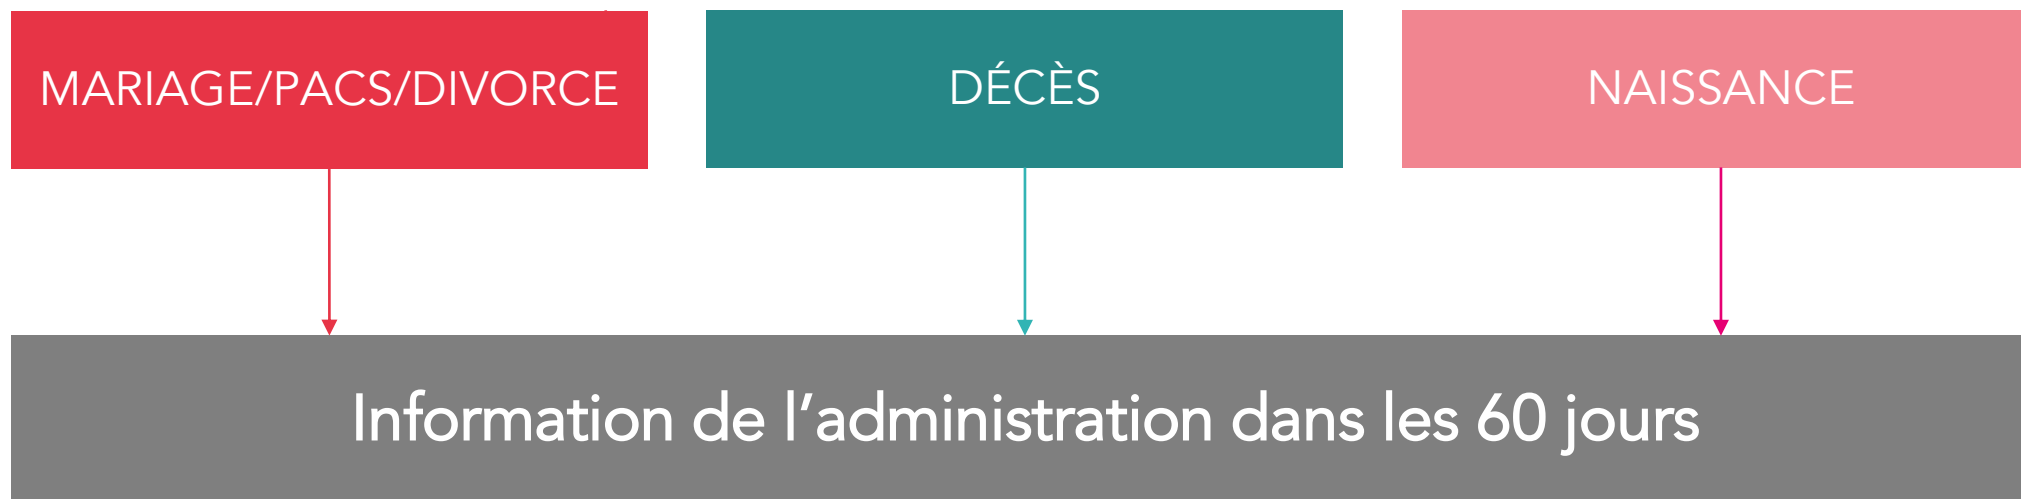 MARIAGE/PACS/DIVORCE
DÉCÈS
NAISSANCE
Information de l’administration dans les 60 jours